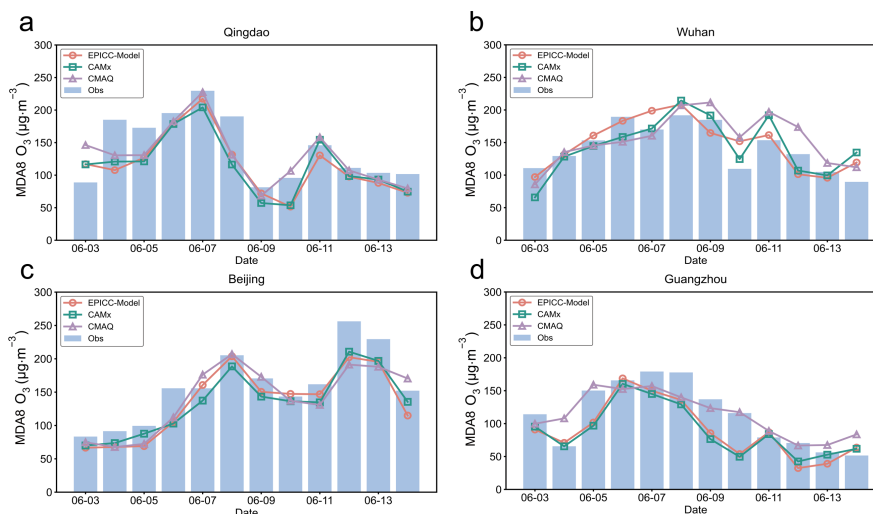 a
Qingdao
MDA8 O3 (μg·m−3)
300
250
200
150
100
50
0
EPICC-Model
CAMx
CMAQ
Obs
06-03 06-05 06-07 06-09 06-11 06-13
Date
b
Wuhan
MDA8 O3 (μg·m−3)
300
250
200
150
100
50
0
EPICC-Model
CAMx
CMAQ
Obs
06-03 06-05 06-07 06-09 06-11 06-13
Date
c
Beijing
MDA8 O3 (μg·m−3)
300
250
200
150
100
50
0
EPICC-Model
CAMx
CMAQ
Obs
06-03 06-05 06-07 06-09 06-11 06-13
Date
d
Guangzhou
MDA8 O3 (μg·m−3)
300
250
200
150
100
50
0
EPICC-Model
CAMx
CMAQ
Obs
06-03 06-05 06-07 06-09 06-11 06-13
Date